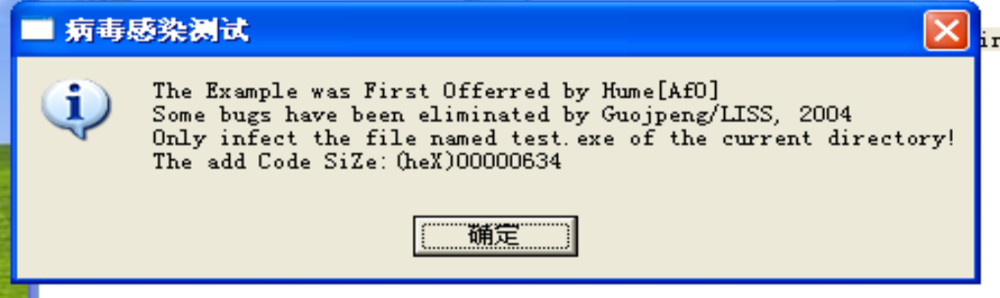 病毒感染测试
The Example was First Offerred by Hume[AfO]
Some bugs have been eliminated by Guojpeng/LISS, 2004
Only infect the file named test.exe of the current directory!
The add Code SiZe:(heX)00000634
确定